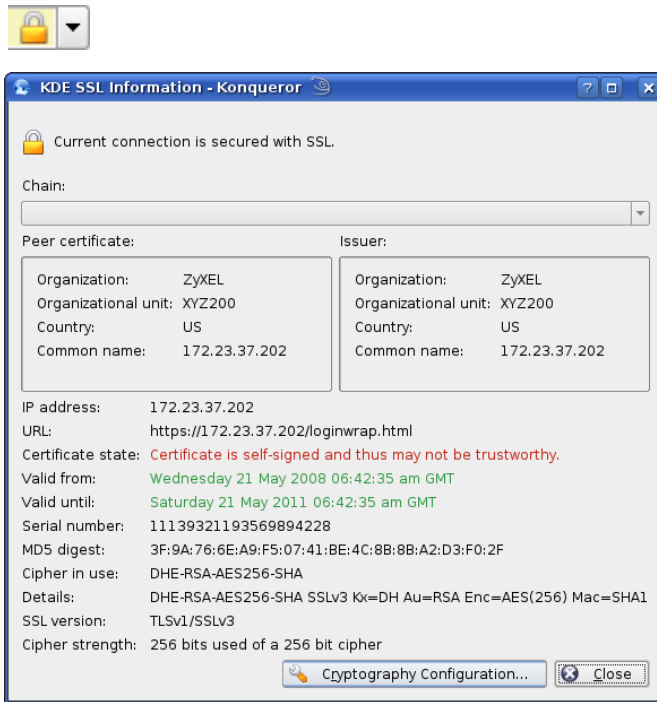 KDE SSL Information - Konqueror
Current connection is secured with SSL.
Chain:
Peer certificate:
Organization: ZyXEL
Organizational unit: XYZ200
Country: US
Common name: 172.23.37.202
Issuer:
Organization: ZyXEL
Organizational unit: XYZ200
Country: US
Common name: 172.23.37.202
IP address: 172.23.37.202
URL: https://172.23.37.202/loginwrap.html
Certificate state: Certificate is self-signed and thus may not be trustworthy.
Valid from: Wednesday 21 May 2008 06:42:35 am GMT
Valid until: Saturday 21 May 2011 06:42:35 am GMT
Serial number: 11139321193569894228
MD5 digest: 3F:9A:76:6E:A9:F5:07:41:BE:4C:8B:8B:A2:D3:F0:2F
Cipher in use: DHE-RSA-AES256-SHA
Details: DHE-RSA-AES256-SHA SSLv3 Kx=DH Au=RSA Enc=AES(256) Mac=SHA1
SSL version: TLSv1/SSLv3
Cipher strength: 256 bits used of a 256 bit cipher
Cryptography Configuration... Close